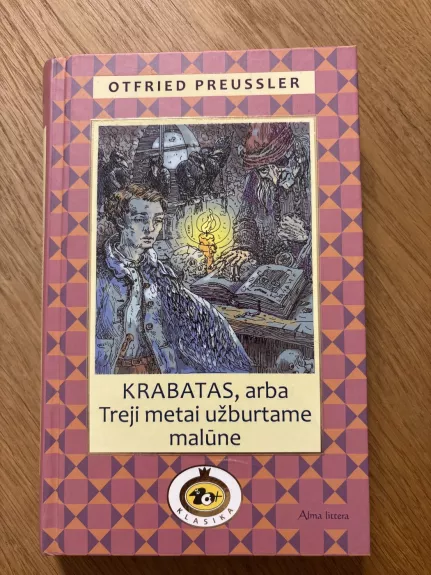 OTFRIED PREUSSLER
KRABATAS, arba
Treji metai užburtame
malūne
KLASIKA
Alma littera